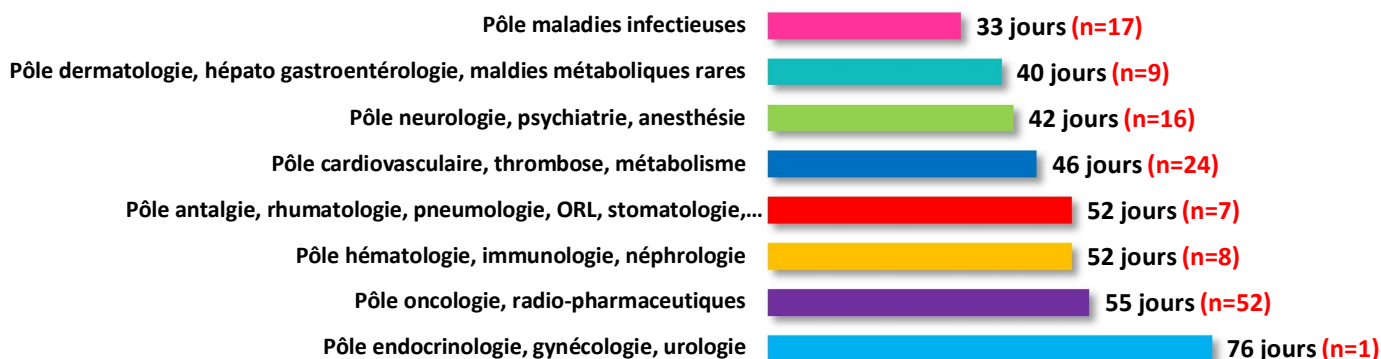 Pôle maladies infectieuses 33 jours (n=17)
Pôle dermatologie, hépato gastroentérologie, maldies métaboliques rares 40 jours (n=9)
Pôle neurologie, psychiatrie, anesthésie 42 jours (n=16)
Pôle cardiovasculaire, thrombose, métabolisme 46 jours (n=24)
Pôle antalgie, rhumatologie, pneumologie, ORL, stomatologie,... 52 jours (n=7)
Pôle hématologie, immunologie, néphrologie 52 jours (n=8)
Pôle oncologie, radio-pharmaceutiques 55 jours (n=52)
Pôle endocrinologie, gynécologie, urologie 76 jours (n=1)